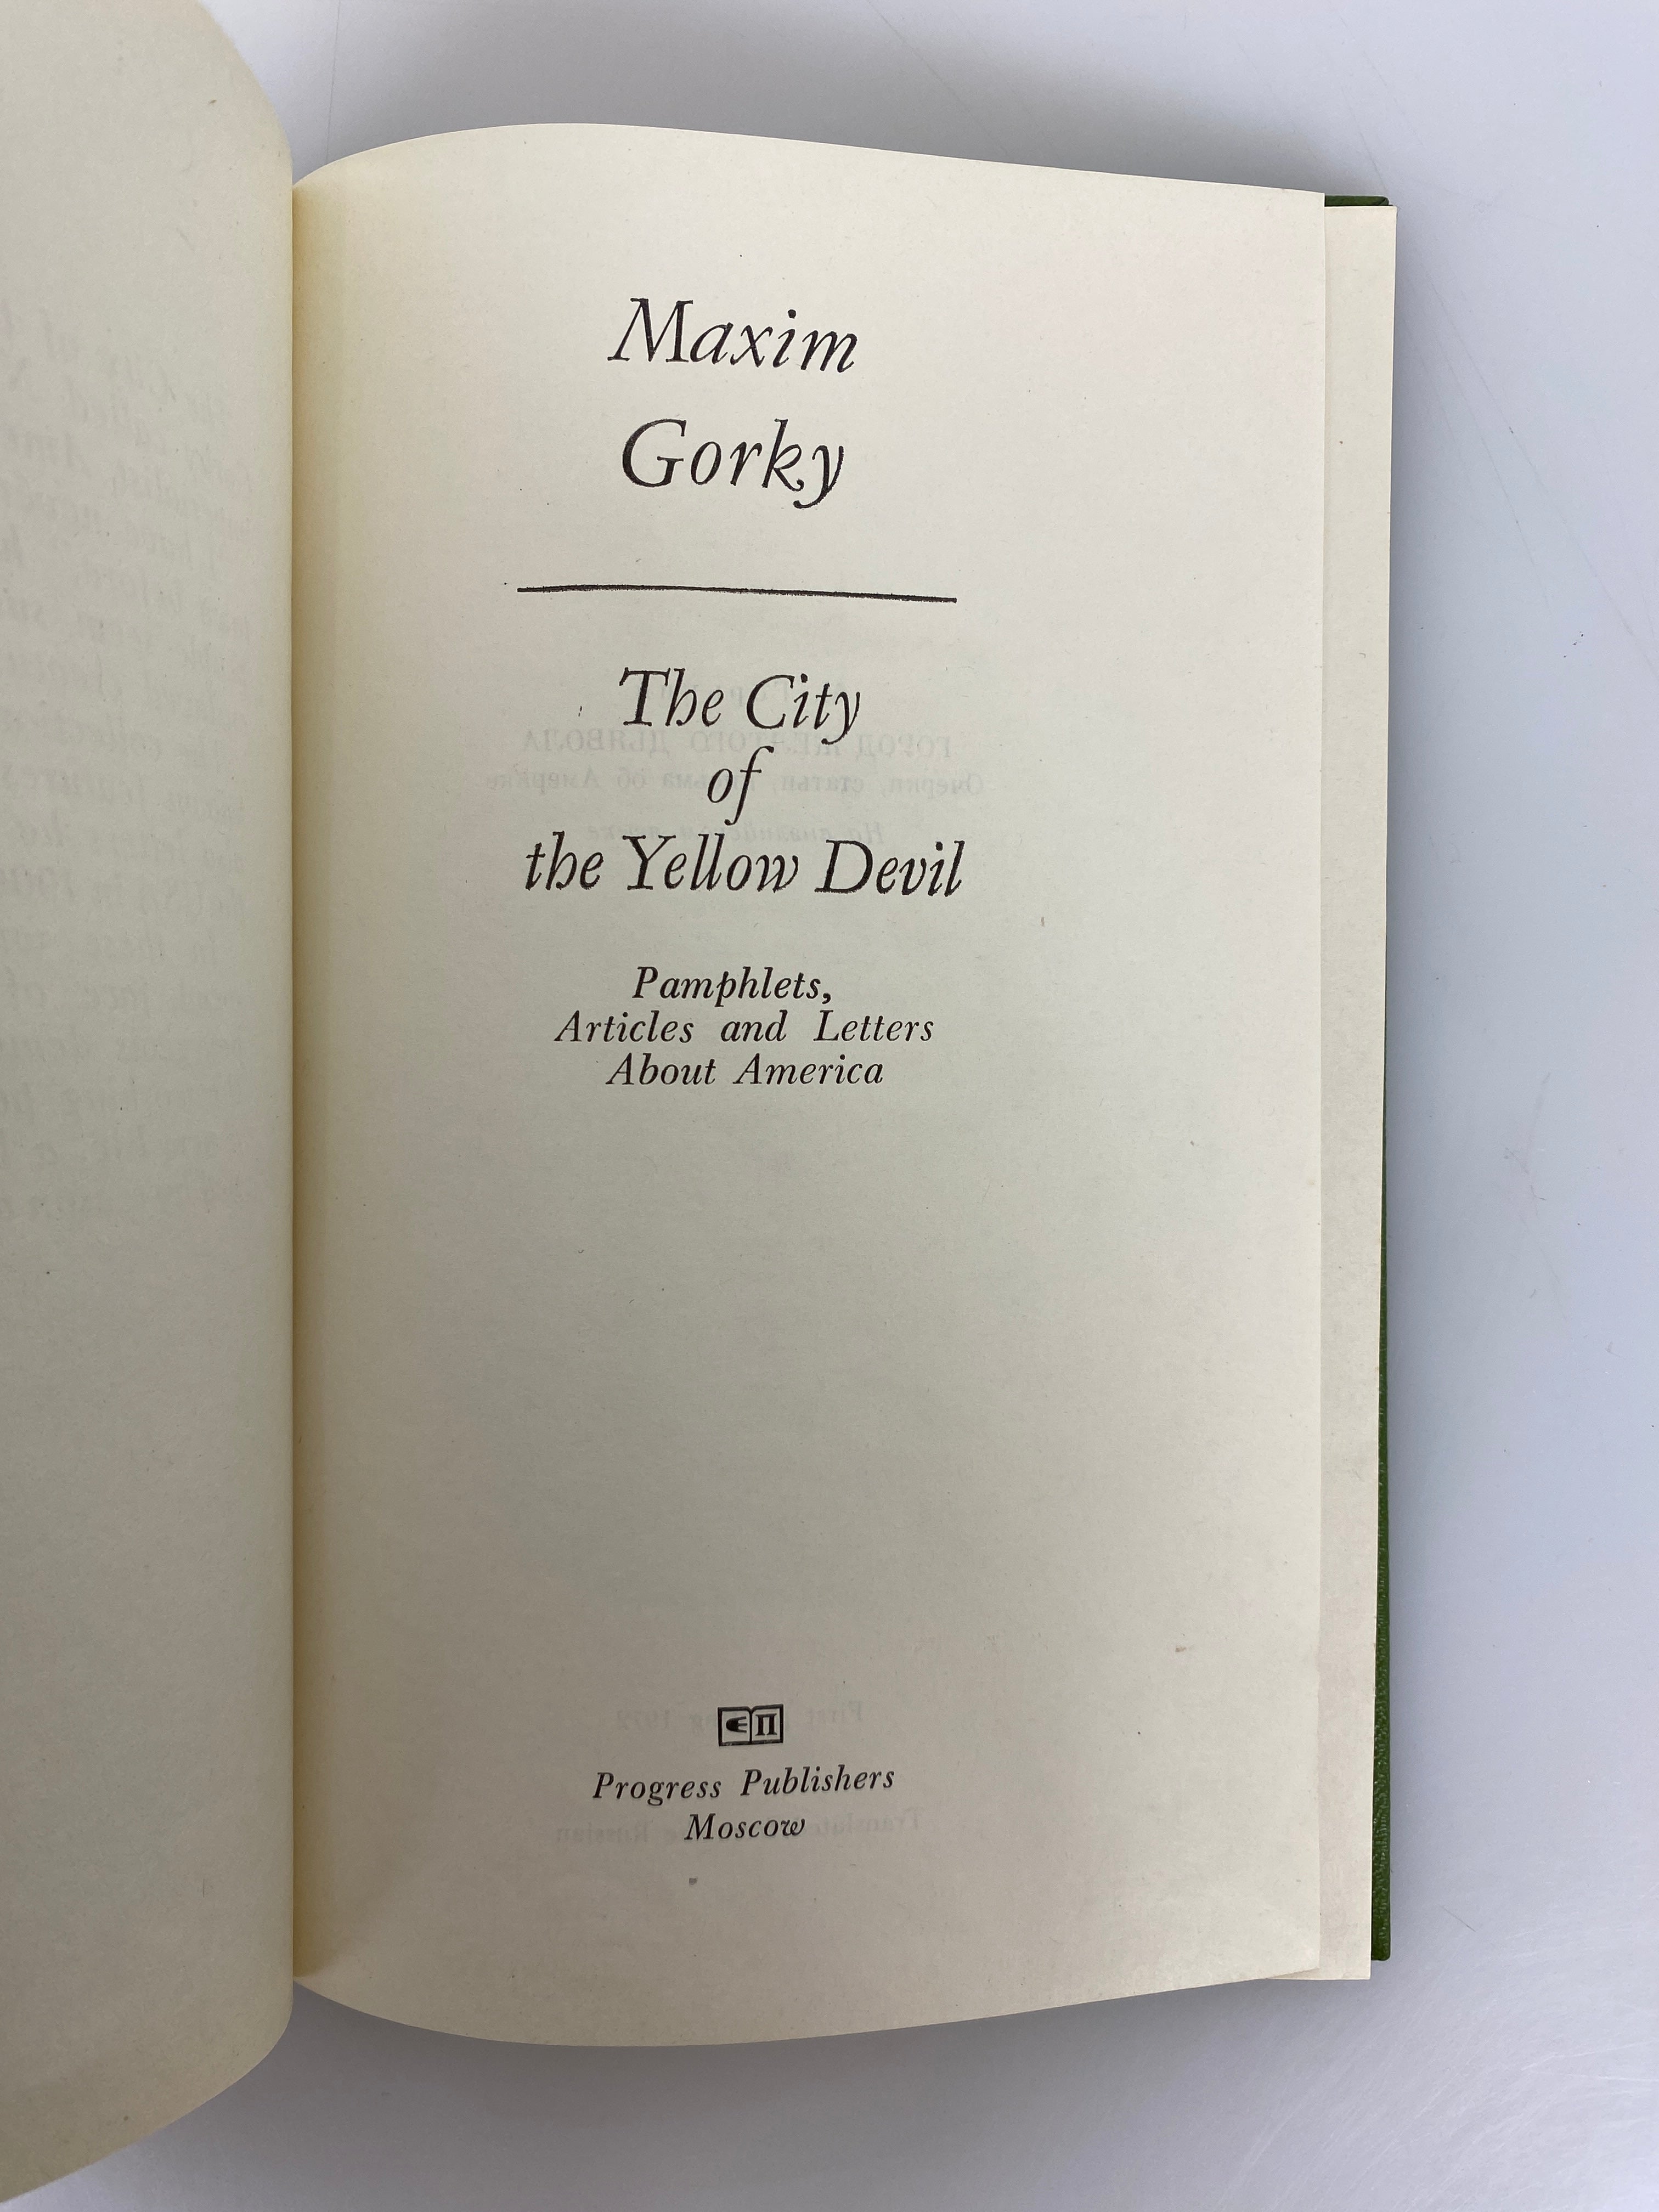 Maxim
Gorky
The City
of
the Yellow Devil
Pamphlets,
Articles and Letters
About America
Progress Publishers
Moscow